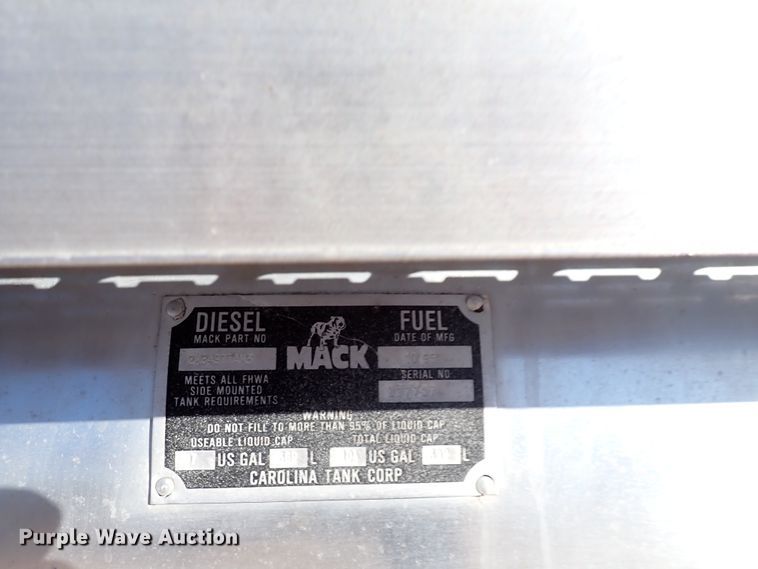 DIESEL FUEL
MACK PART NO DATE OF MFG
MACK
SERIAL NO
MEETS ALL FHWA
SIDE MOUNTED
TANK REQUIREMENTS
WARNING
DO NOT FILL TO MORE THAN 95% OF LIQUID CAP
USEABLE LIQUID CAP TOTAL LIQUID CAP
US GAL L US GAL L
CAROLINA TANK CORP
Purple Wave Auction